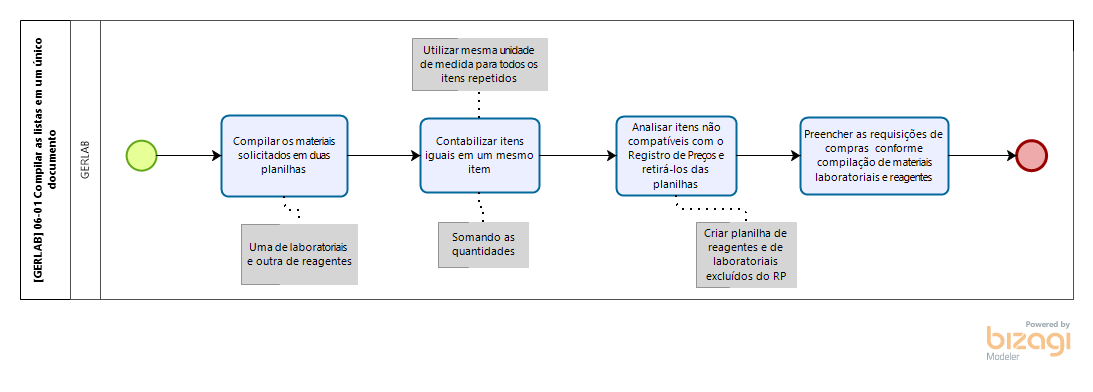 [GERLAB] 06-01 Compilar as listas em um único
documento
GERLAB
Utilizar mesma unidade
de medida para todos os
itens repetidos
Compilar os materiais
solicitados em duas
planilhas
Contabilizar itens
iguais em um mesmo
item
Analisar itens não
compatíveis com o
Registro de Preços e
retirá-los das
planilhas
Preencher as requisições de
compras conforme
compilação de materiais
laboratoriais e reagentes
Uma de laboratoriais
e outra de reagentes
Somando as
quantidades
Criar planilha de
reagentes e de
laboratoriais
excluídos do RP
Powered by
bizagi
Modeler